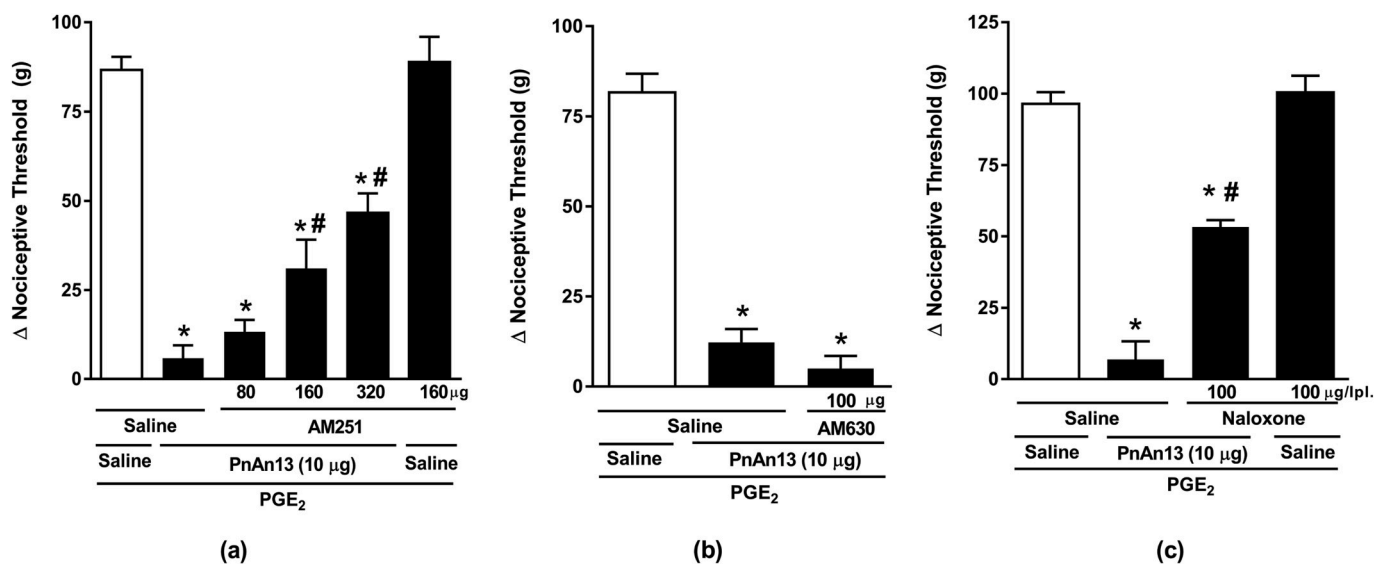 Δ Nociceptive Threshold (g)
100
75
50
25
0
*
*
* #
* #
80
160
320
160 μg
Saline
AM251
Saline
PnAn13 (10 μg)
Saline
PGE2
(a)
Δ Nociceptive Threshold (g)
100
75
50
25
0
*
*
100 μg
Saline
AM630
Saline
PnAn13 (10 μg)
PGE2
(b)
Δ Nociceptive Threshold (g)
125
100
75
50
25
0
*
* #
100
100 μg/Ipl.
Saline
Naloxone
Saline
PnAn13 (10 μg)
Saline
PGE2
(c)